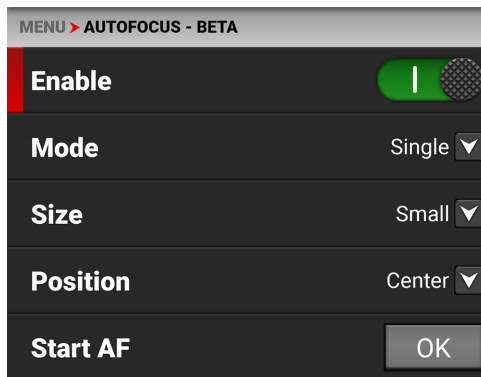 MENU > AUTOFOCUS - BETA
Enable
Mode Single
Size Small
Position Center
Start AF OK